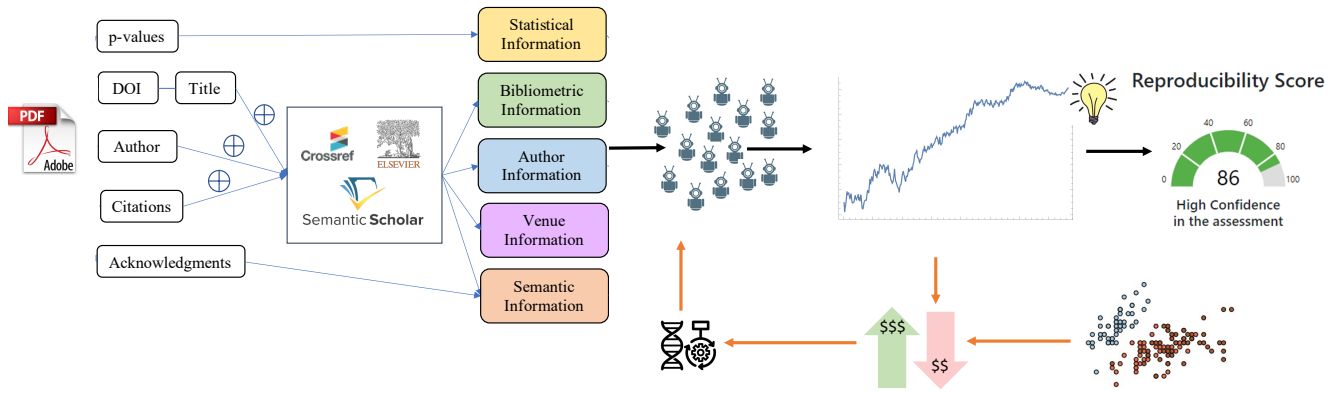 PDF
Adobe
p-values
DOI
Title
Author
Citations
Acknowledgments
Crossref
ELSEVIER
Semantic Scholar
Statistical
Information
Bibliometric
Information
Author
Information
Venue
Information
Semantic
Information
Reproducibility Score
0
20
40
60
80
100
86
High Confidence
in the assessment
$$$
$$